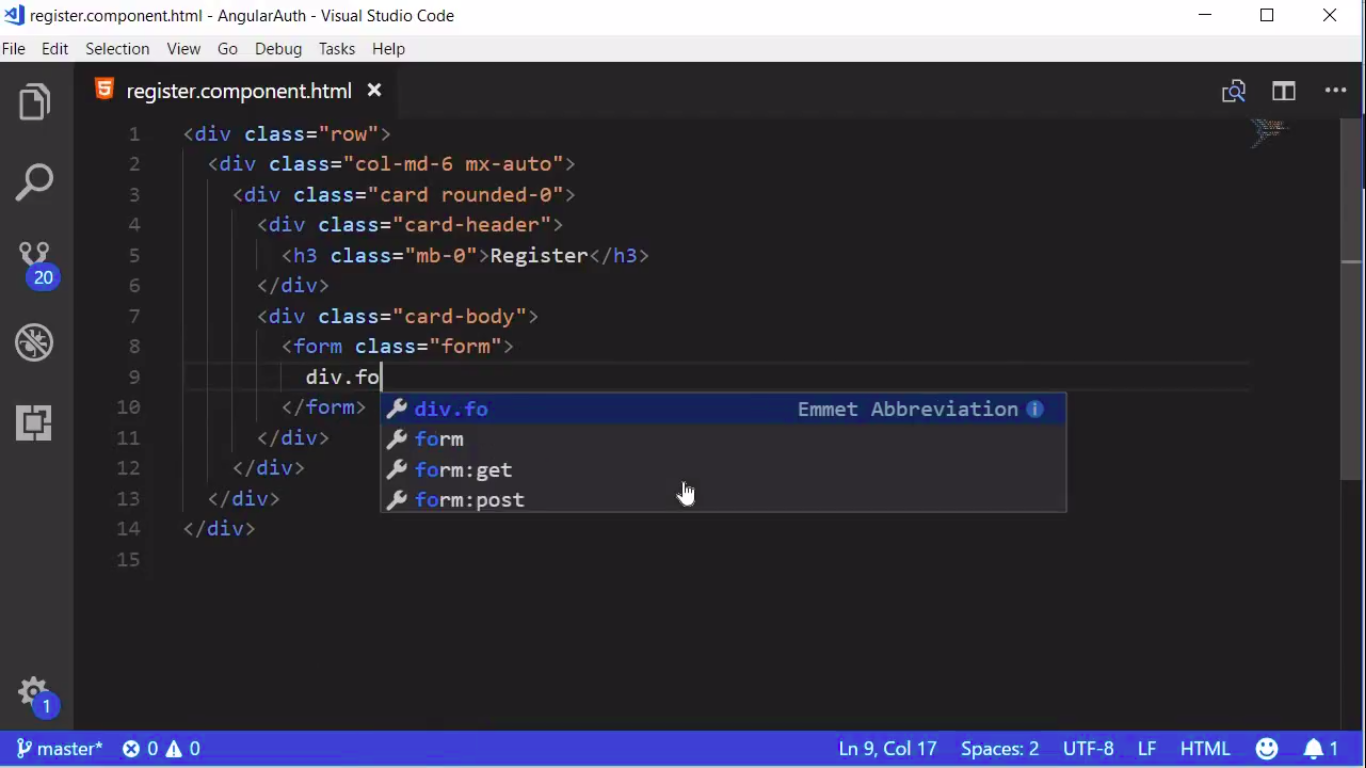 register.component.html - AngularAuth - Visual Studio Code
File Edit Selection View Go Debug Tasks Help
register.component.html
1 <div class="row">
2 <div class="col-md-6 mx-auto">
3 <div class="card rounded-0">
4 <div class="card-header">
5 <h3 class="mb-0">Register</h3>
6 </div>
7 <div class="card-body">
8 <form class="form">
9 div.fo
10 </form>
div.fo Emmet Abbreviation
form
form:get
form:post
11 </div>
12 </div>
13 </div>
14 </div>
15
20
1
master* 0 0 Ln 9, Col 17 Spaces: 2 UTF-8 LF HTML 1